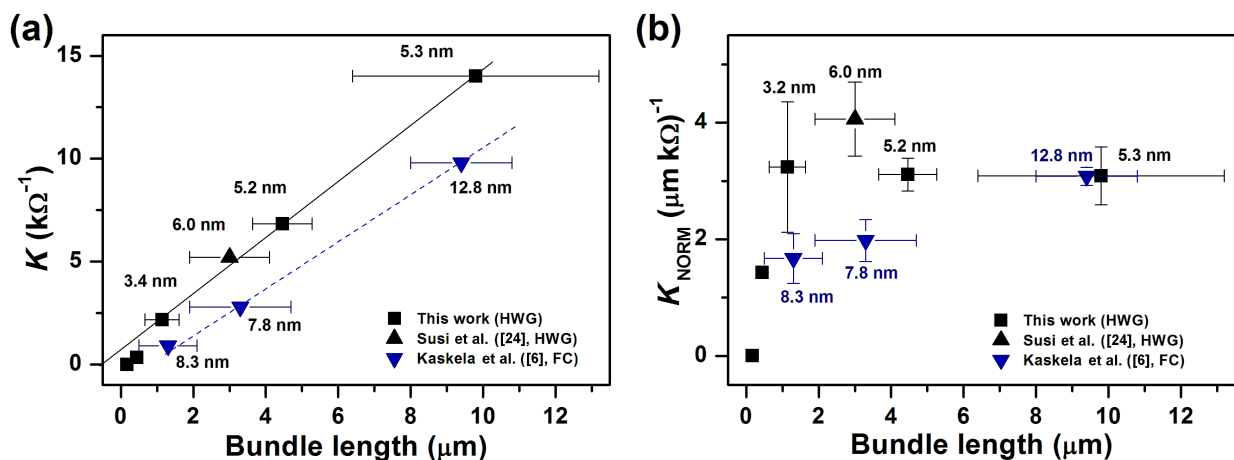 (a)
15
10
5
0
K (kΩ)⁻¹
5.3 nm
5.2 nm
6.0 nm
3.4 nm
12.8 nm
7.8 nm
8.3 nm
This work (HWG)
Susi et al. ([24], HWG)
Kaskela et al. ([6], FC)
0 2 4 6 8 10 12
Bundle length (μm)
(b)
4
2
0
K_NORM (μm kΩ)⁻¹
6.0 nm
3.2 nm
5.2 nm
12.8 nm
5.3 nm
7.8 nm
8.3 nm
This work (HWG)
Susi et al. ([24], HWG)
Kaskela et al. ([6], FC)
0 2 4 6 8 10 12
Bundle length (μm)